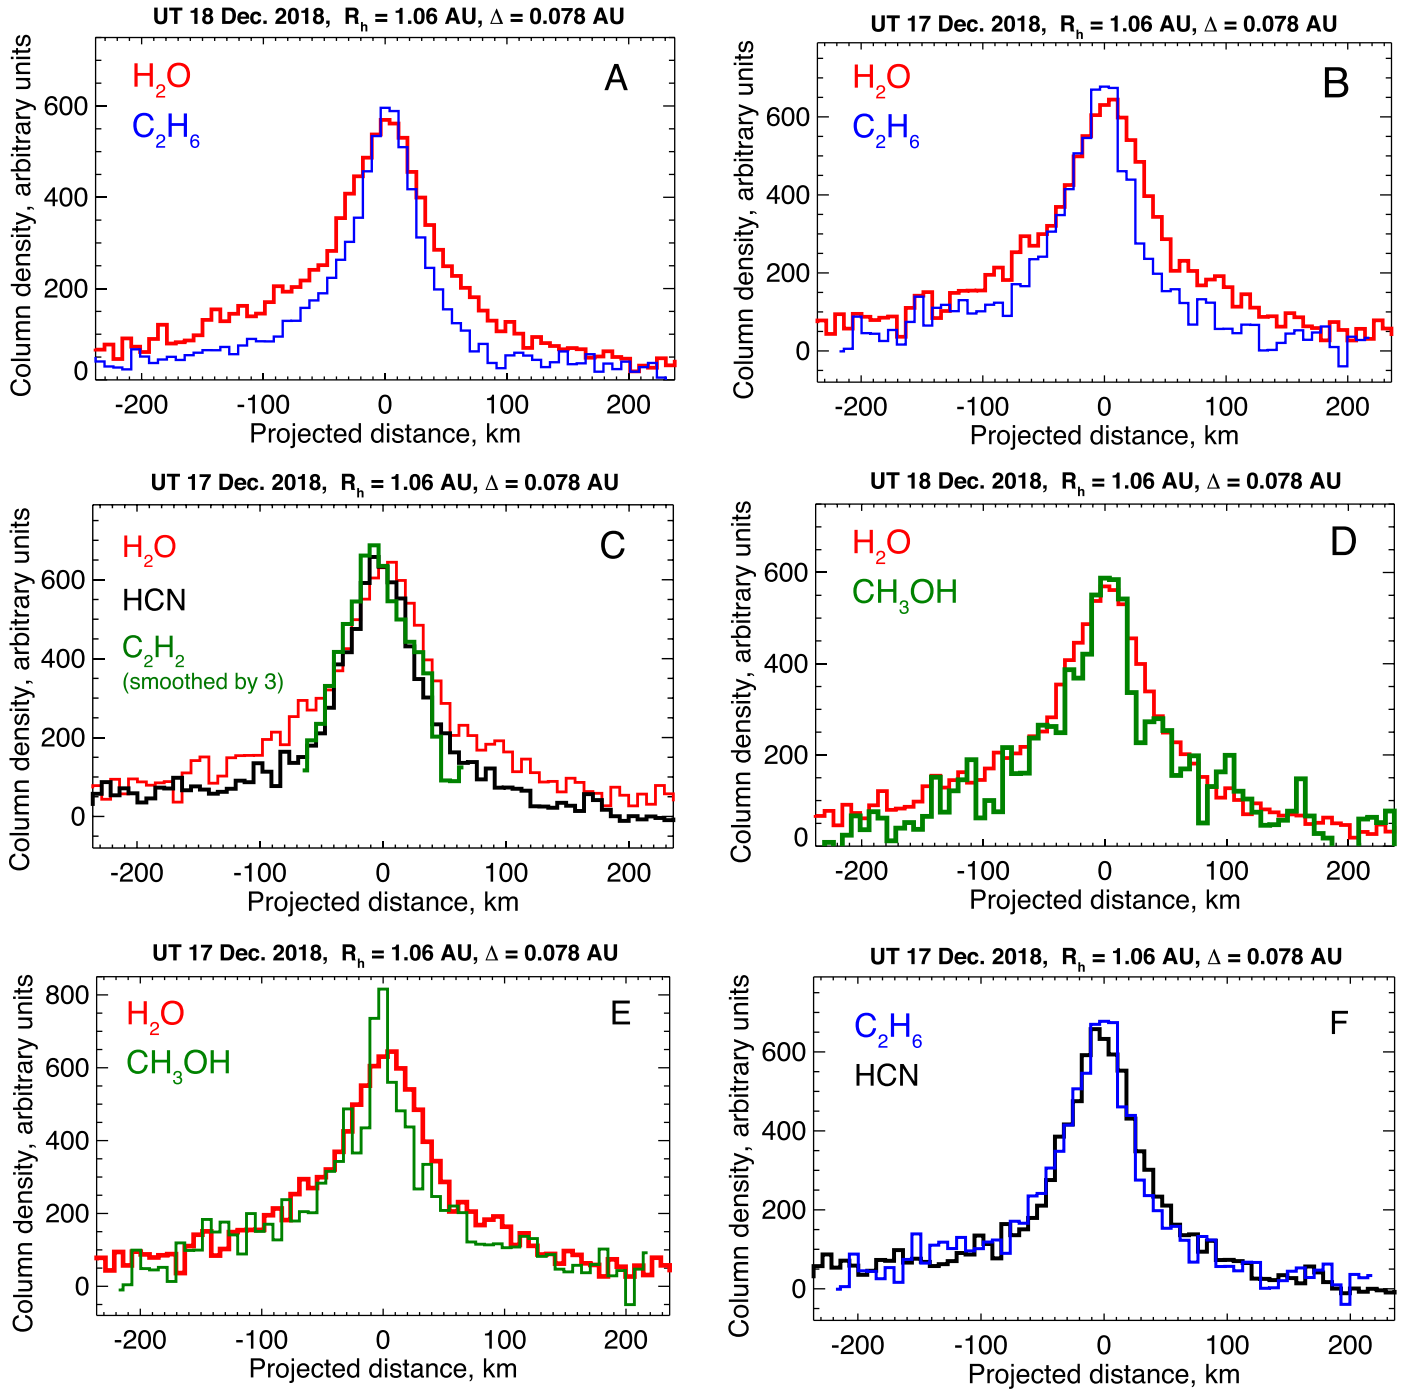 UT 18 Dec. 2018, Rh = 1.06 AU, Δ = 0.078 AU
H2O
C2H6
A
Column density, arbitrary units
600
400
200
0
-200 -100 0 100 200
Projected distance, km
UT 17 Dec. 2018, Rh = 1.06 AU, Δ = 0.078 AU
H2O
C2H6
B
Column density, arbitrary units
600
400
200
0
-200 -100 0 100 200
Projected distance, km
UT 17 Dec. 2018, Rh = 1.06 AU, Δ = 0.078 AU
H2O
HCN
C2H2
(smoothed by 3)
C
Column density, arbitrary units
600
400
200
0
-200 -100 0 100 200
Projected distance, km
UT 18 Dec. 2018, Rh = 1.06 AU, Δ = 0.078 AU
H2O
CH3OH
D
Column density, arbitrary units
600
400
200
0
-200 -100 0 100 200
Projected distance, km
UT 17 Dec. 2018, Rh = 1.06 AU, Δ = 0.078 AU
H2O
CH3OH
E
Column density, arbitrary units
800
600
400
200
0
-200 -100 0 100 200
Projected distance, km
UT 17 Dec. 2018, Rh = 1.06 AU, Δ = 0.078 AU
C2H6
HCN
F
Column density, arbitrary units
600
400
200
0
-200 -100 0 100 200
Projected distance, km